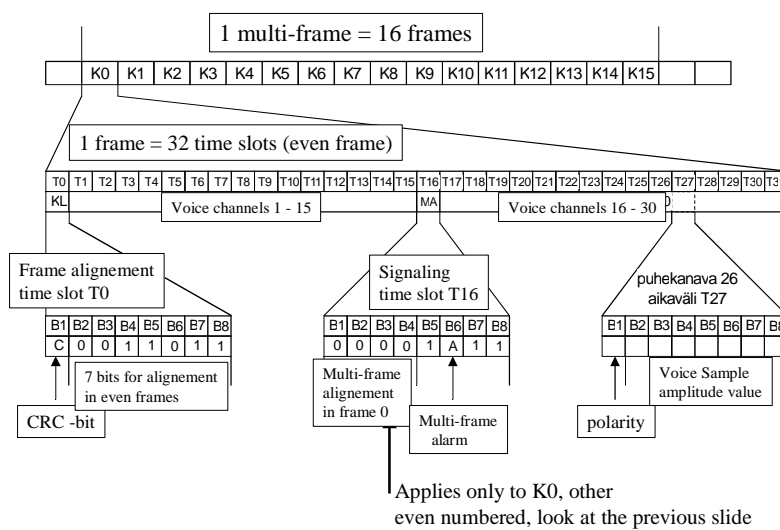 1 multi-frame = 16 frames
K0 K1 K2 K3 K4 K5 K6 K7 K8 K9 K10 K11 K12 K13 K14 K15
1 frame = 32 time slots (even frame)
T0 T1 T2 T3 T4 T5 T6 T7 T8 T9 T10 T11 T12 T13 T14 T15 T16 T17 T18 T19 T20 T21 T22 T23 T24 T25 T26 T27 T28 T29 T30 T3
KL Voice channels 1 - 15 MA Voice channels 16 - 30
Frame alignement
time slot T0
Signaling
time slot T16
puhekanava 26
aikaväli T27
B1 B2 B3 B4 B5 B6 B7 B8
C 0 0 1 1 0 1 1
B1 B2 B3 B4 B5 B6 B7 B8
0 0 0 0 1 A 1 1
B1 B2 B3 B4 B5 B6 B7 B8
7 bits for alignement
in even frames
CRC -bit
Multi-frame
alignement
in frame 0
Multi-frame
alarm
Voice Sample
amplitude value
polarity
Applies only to K0, other
even numbered, look at the previous slide